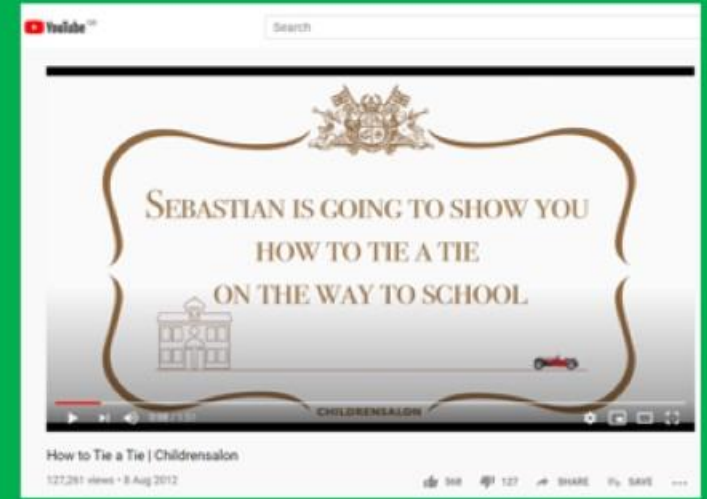 YouTube GB
Search
SEBASTIAN IS GOING TO SHOW YOU
HOW TO TIE A TIE
ON THE WAY TO SCHOOL
CHILDRENSALON
How to Tie a Tie | Childrensalon
127,261 views • 8 Aug 2012
568 127 SHARE SAVE ...